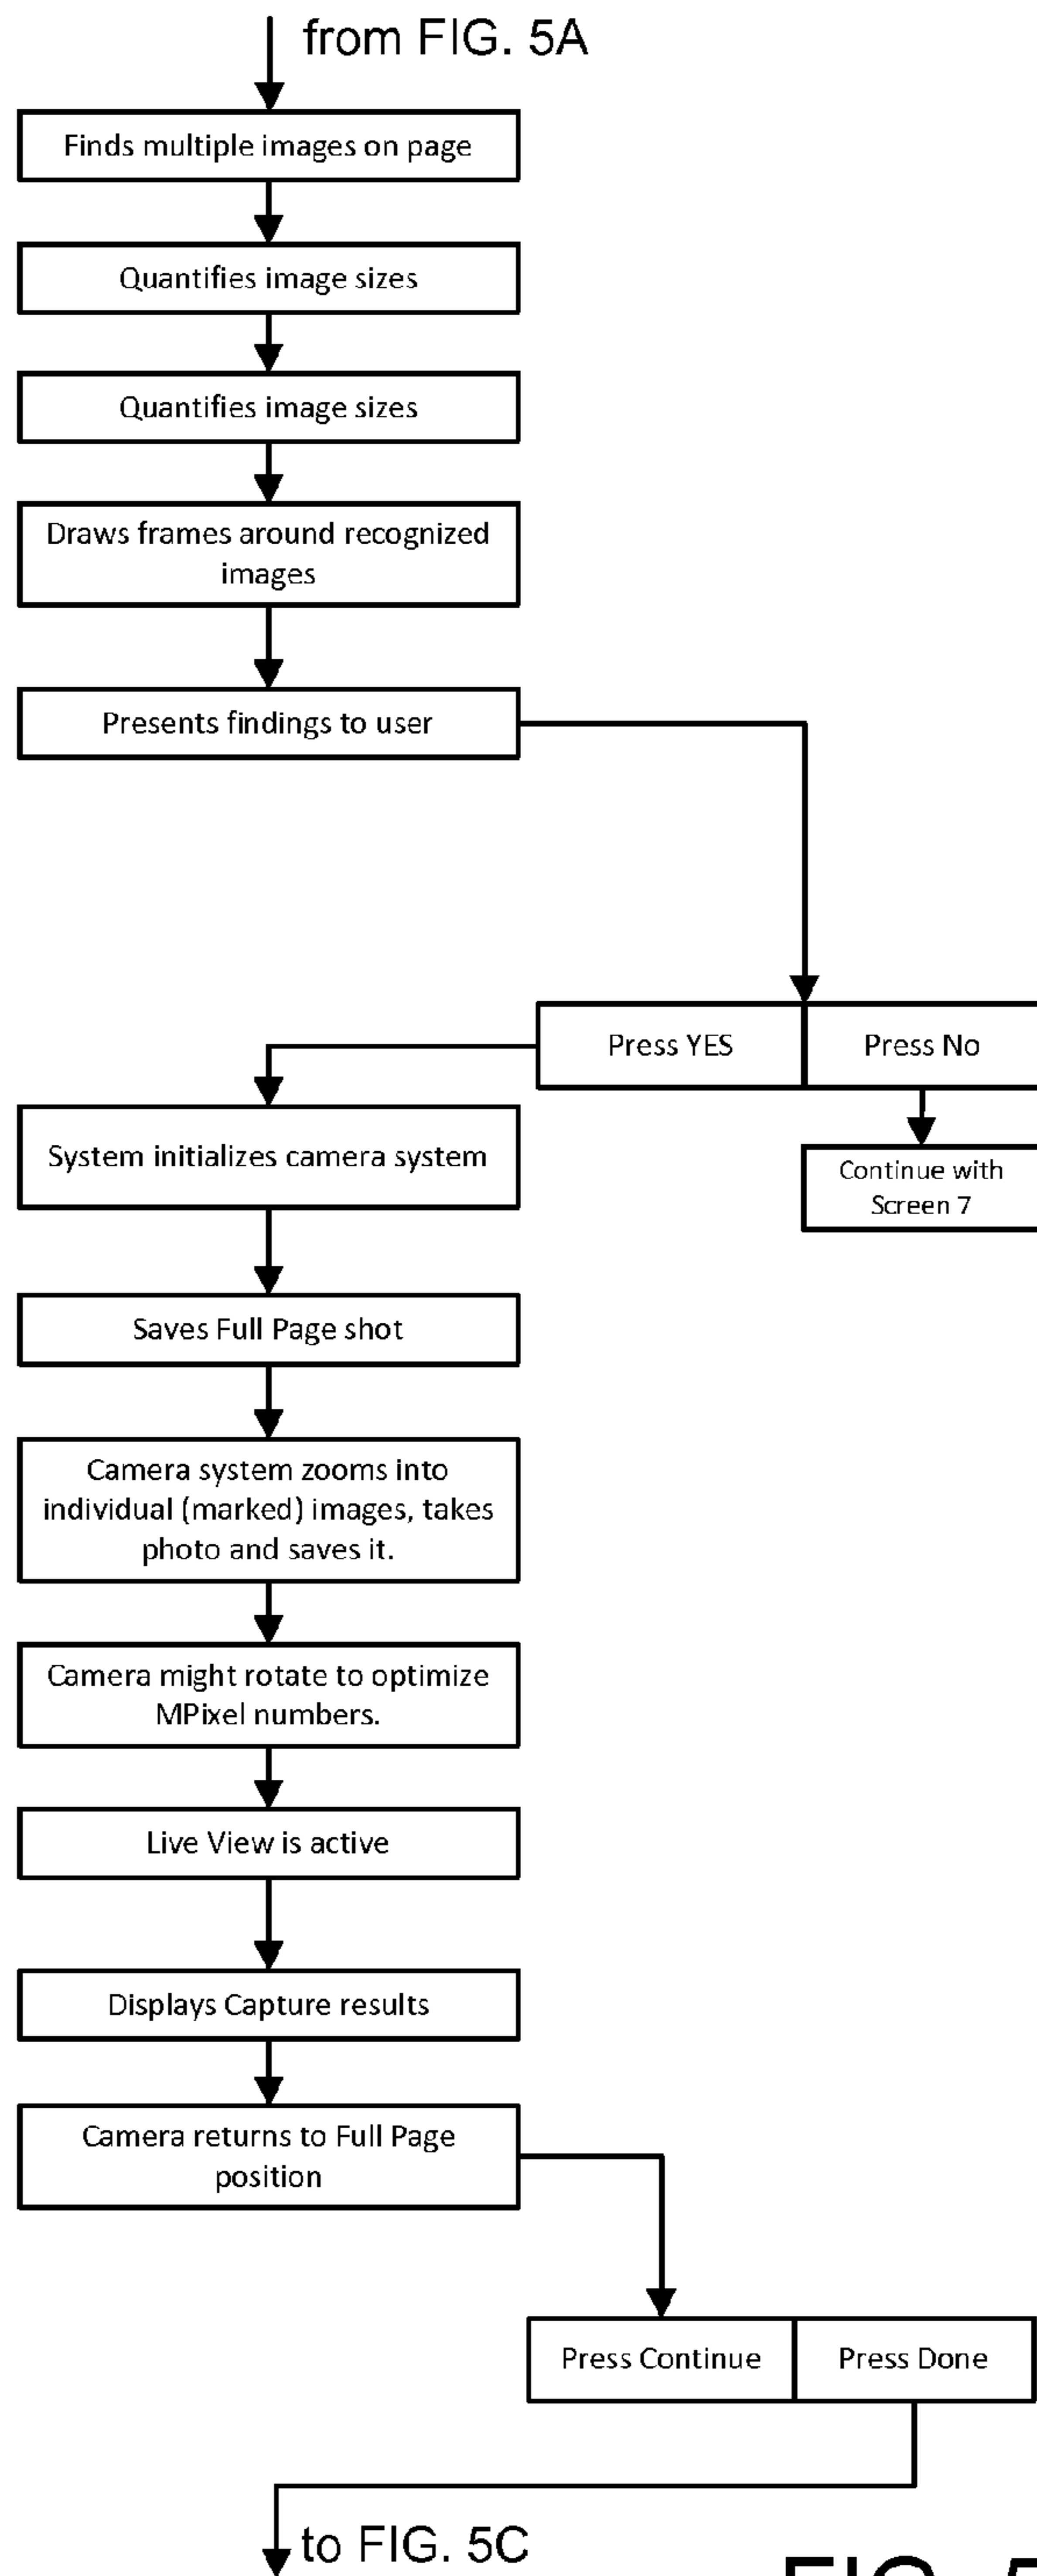 from FIG. 5A
Finds multiple images on page
Quantifies image sizes
Quantifies image sizes
Draws frames around recognized
images
Presents findings to user
Press YES
Press No
System initializes camera system
Continue with
Screen 7
Saves Full Page shot
Camera system zooms into
individual (marked) images, takes
photo and saves it.
Camera might rotate to optimize
MPixel numbers.
Live View is active
Displays Capture results
Camera returns to Full Page
position
Press Continue
Press Done
to FIG. 5C